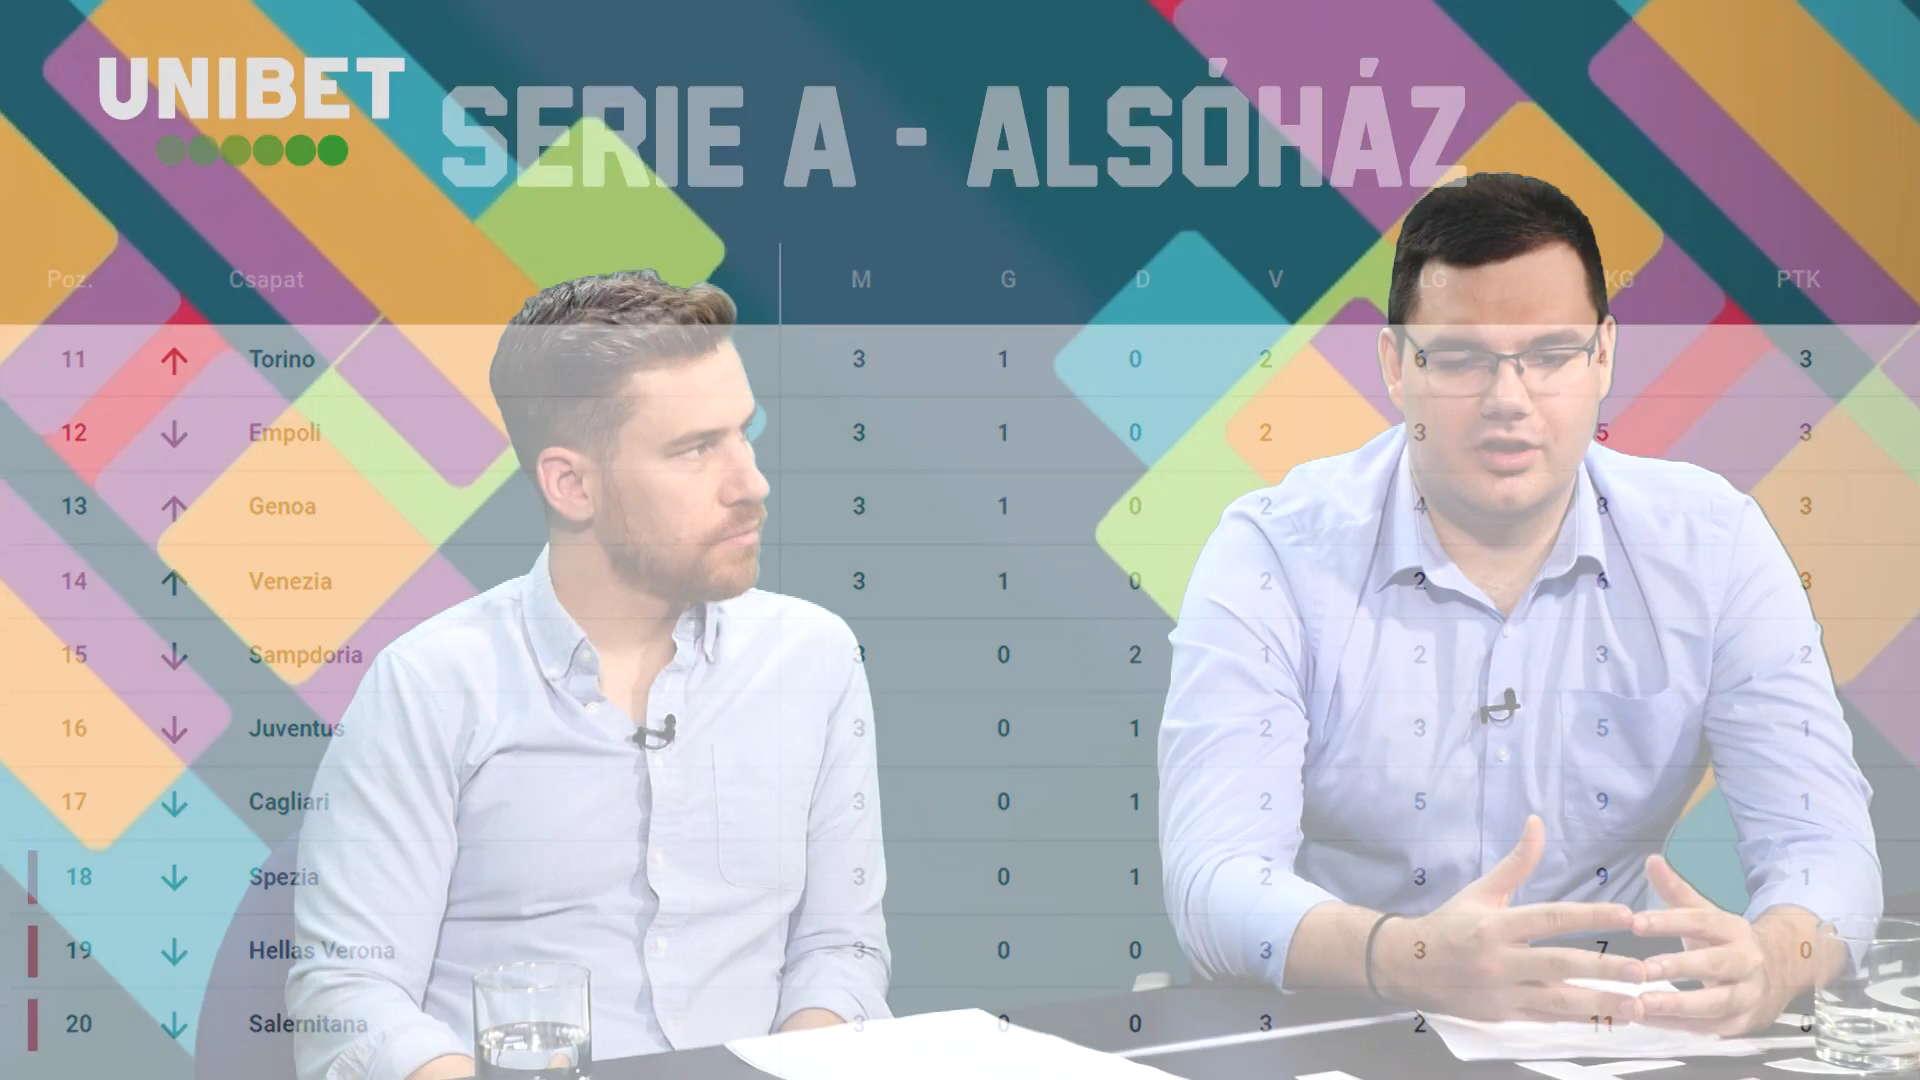 UNIBET
SERIE A - ALSÓHÁZ
Poz. Csapat M G D V LG KG PTK
11 Torino 3 1 0 2 6 4 3
12 Empoli 3 1 0 2 3 5 3
13 Genoa 3 1 0 2 4 8 3
14 Venezia 3 1 0 2 2 6 3
15 Sampdoria 3 0 2 1 2 3 2
16 Juventus 3 0 1 2 3 5 1
17 Cagliari 3 0 1 2 5 9 1
18 Spezia 3 0 1 2 3 9 1
19 Hellas Verona 3 0 0 3 3 7 0
20 Salernitana 3 0 0 3 2 11 0